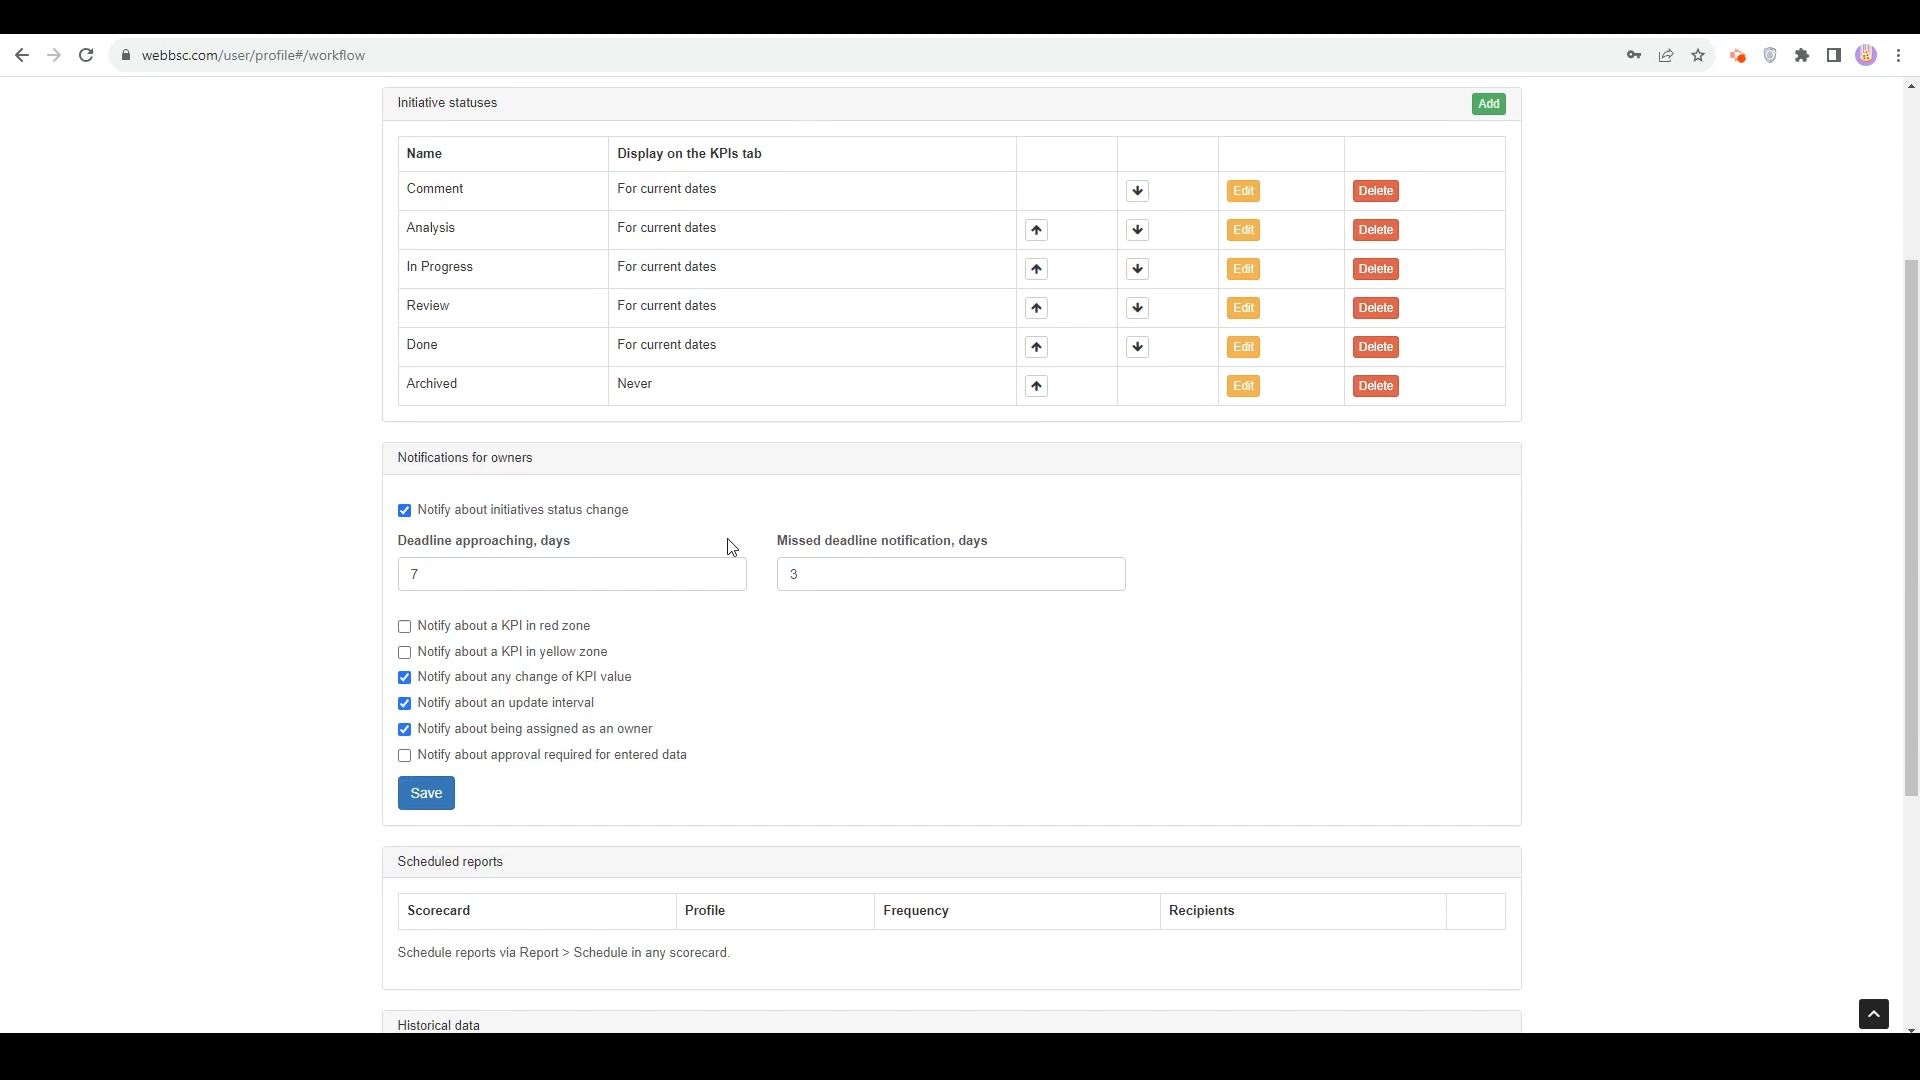 webbsc.com/user/profile#/workflow
Initiative statuses Add
Name Display on the KPIs tab
Comment For current dates Edit Delete
Analysis For current dates Edit Delete
In Progress For current dates Edit Delete
Review For current dates Edit Delete
Done For current dates Edit Delete
Archived Never Edit Delete
Notifications for owners
Notify about initiatives status change
Deadline approaching, days Missed deadline notification, days
7 3
Notify about a KPI in red zone
Notify about a KPI in yellow zone
Notify about any change of KPI value
Notify about an update interval
Notify about being assigned as an owner
Notify about approval required for entered data
Save
Scheduled reports
Scorecard Profile Frequency Recipients
Schedule reports via Report > Schedule in any scorecard.
Historical data